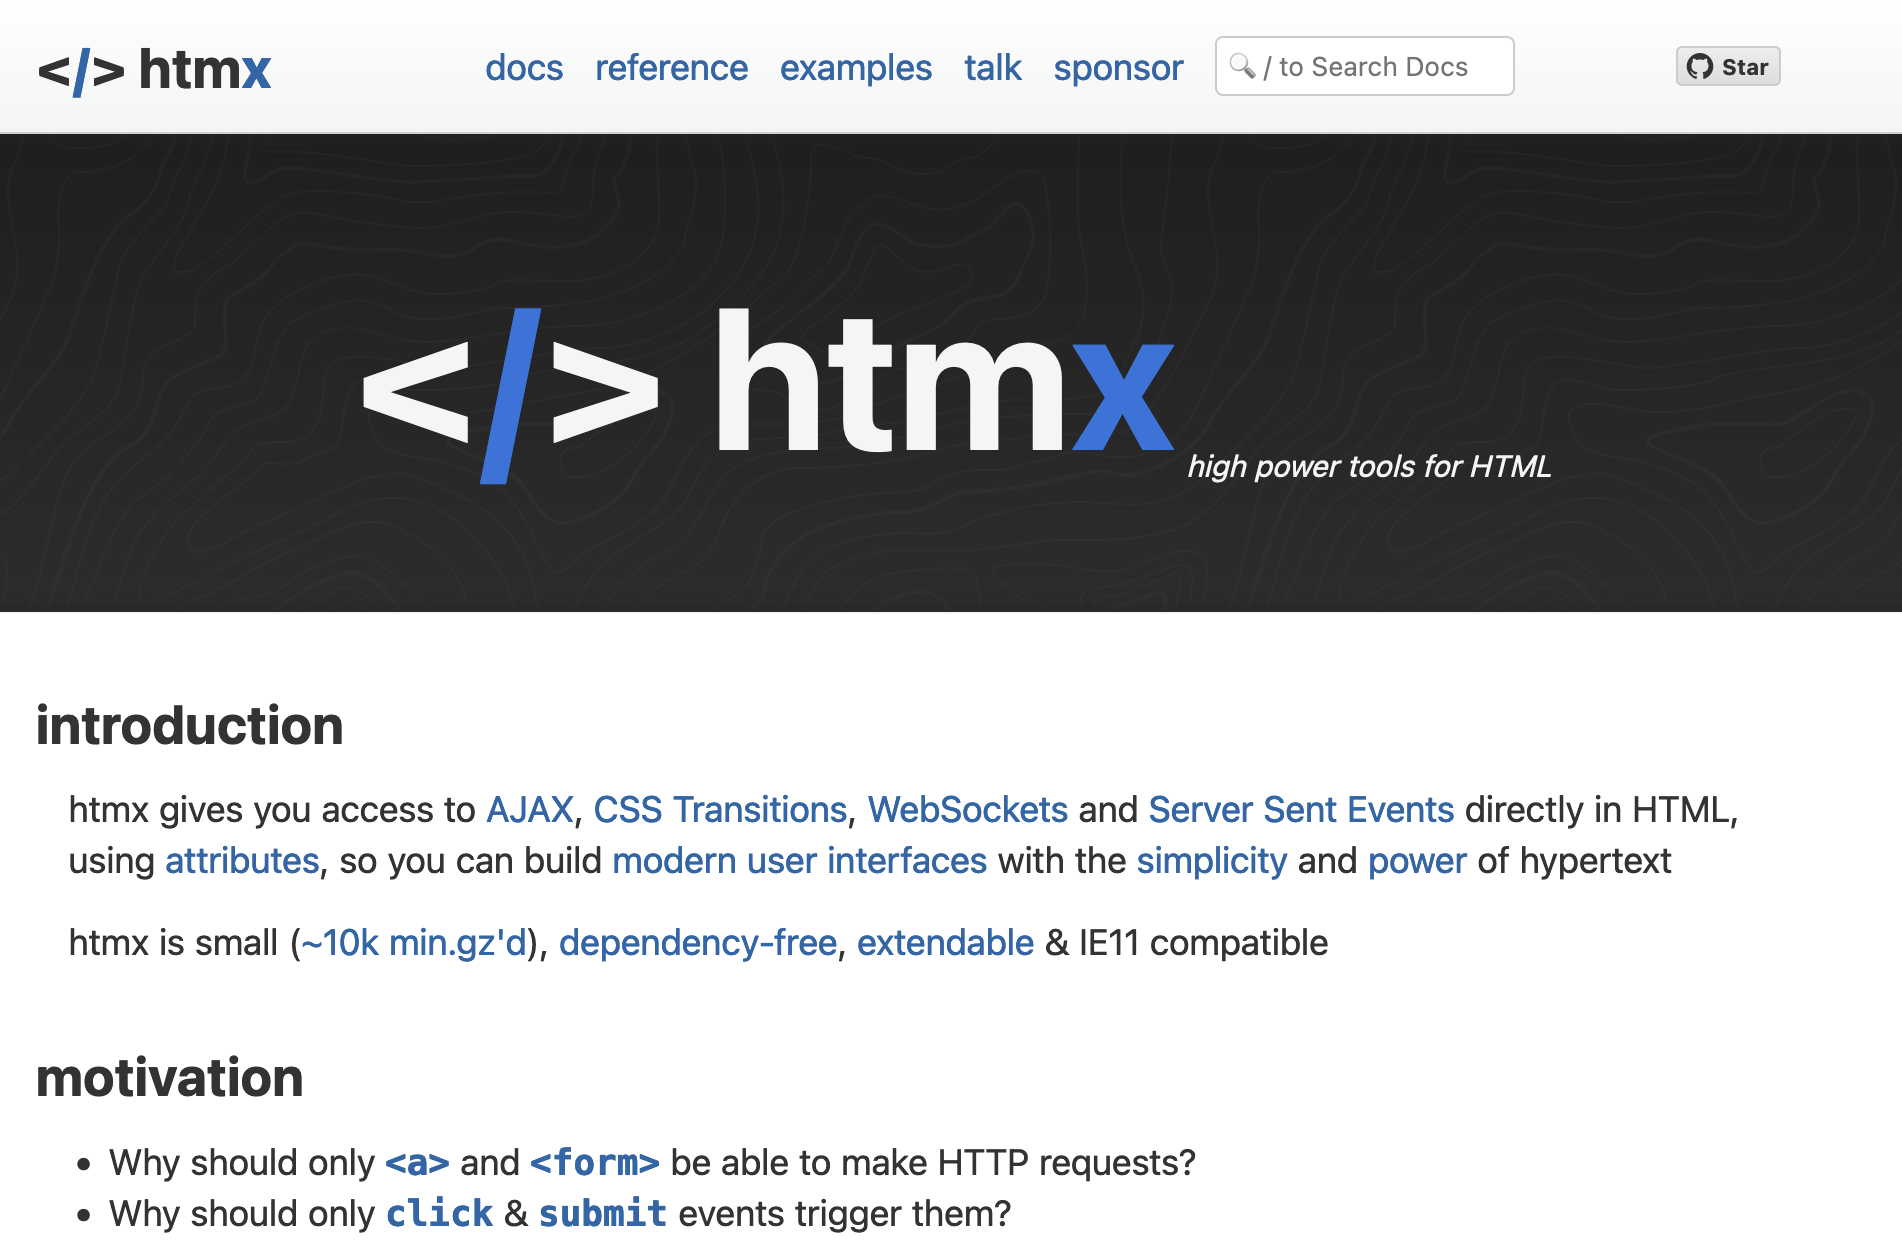 </> htmx
docs reference examples talk sponsor 🔍 / to Search Docs Star
</> htmx
high power tools for HTML
introduction
htmx gives you access to AJAX, CSS Transitions, WebSockets and Server Sent Events directly in HTML,
using attributes, so you can build modern user interfaces with the simplicity and power of hypertext
htmx is small (~10k min.gz'd), dependency-free, extendable & IE11 compatible
motivation
• Why should only <a> and <form> be able to make HTTP requests?
• Why should only click & submit events trigger them?